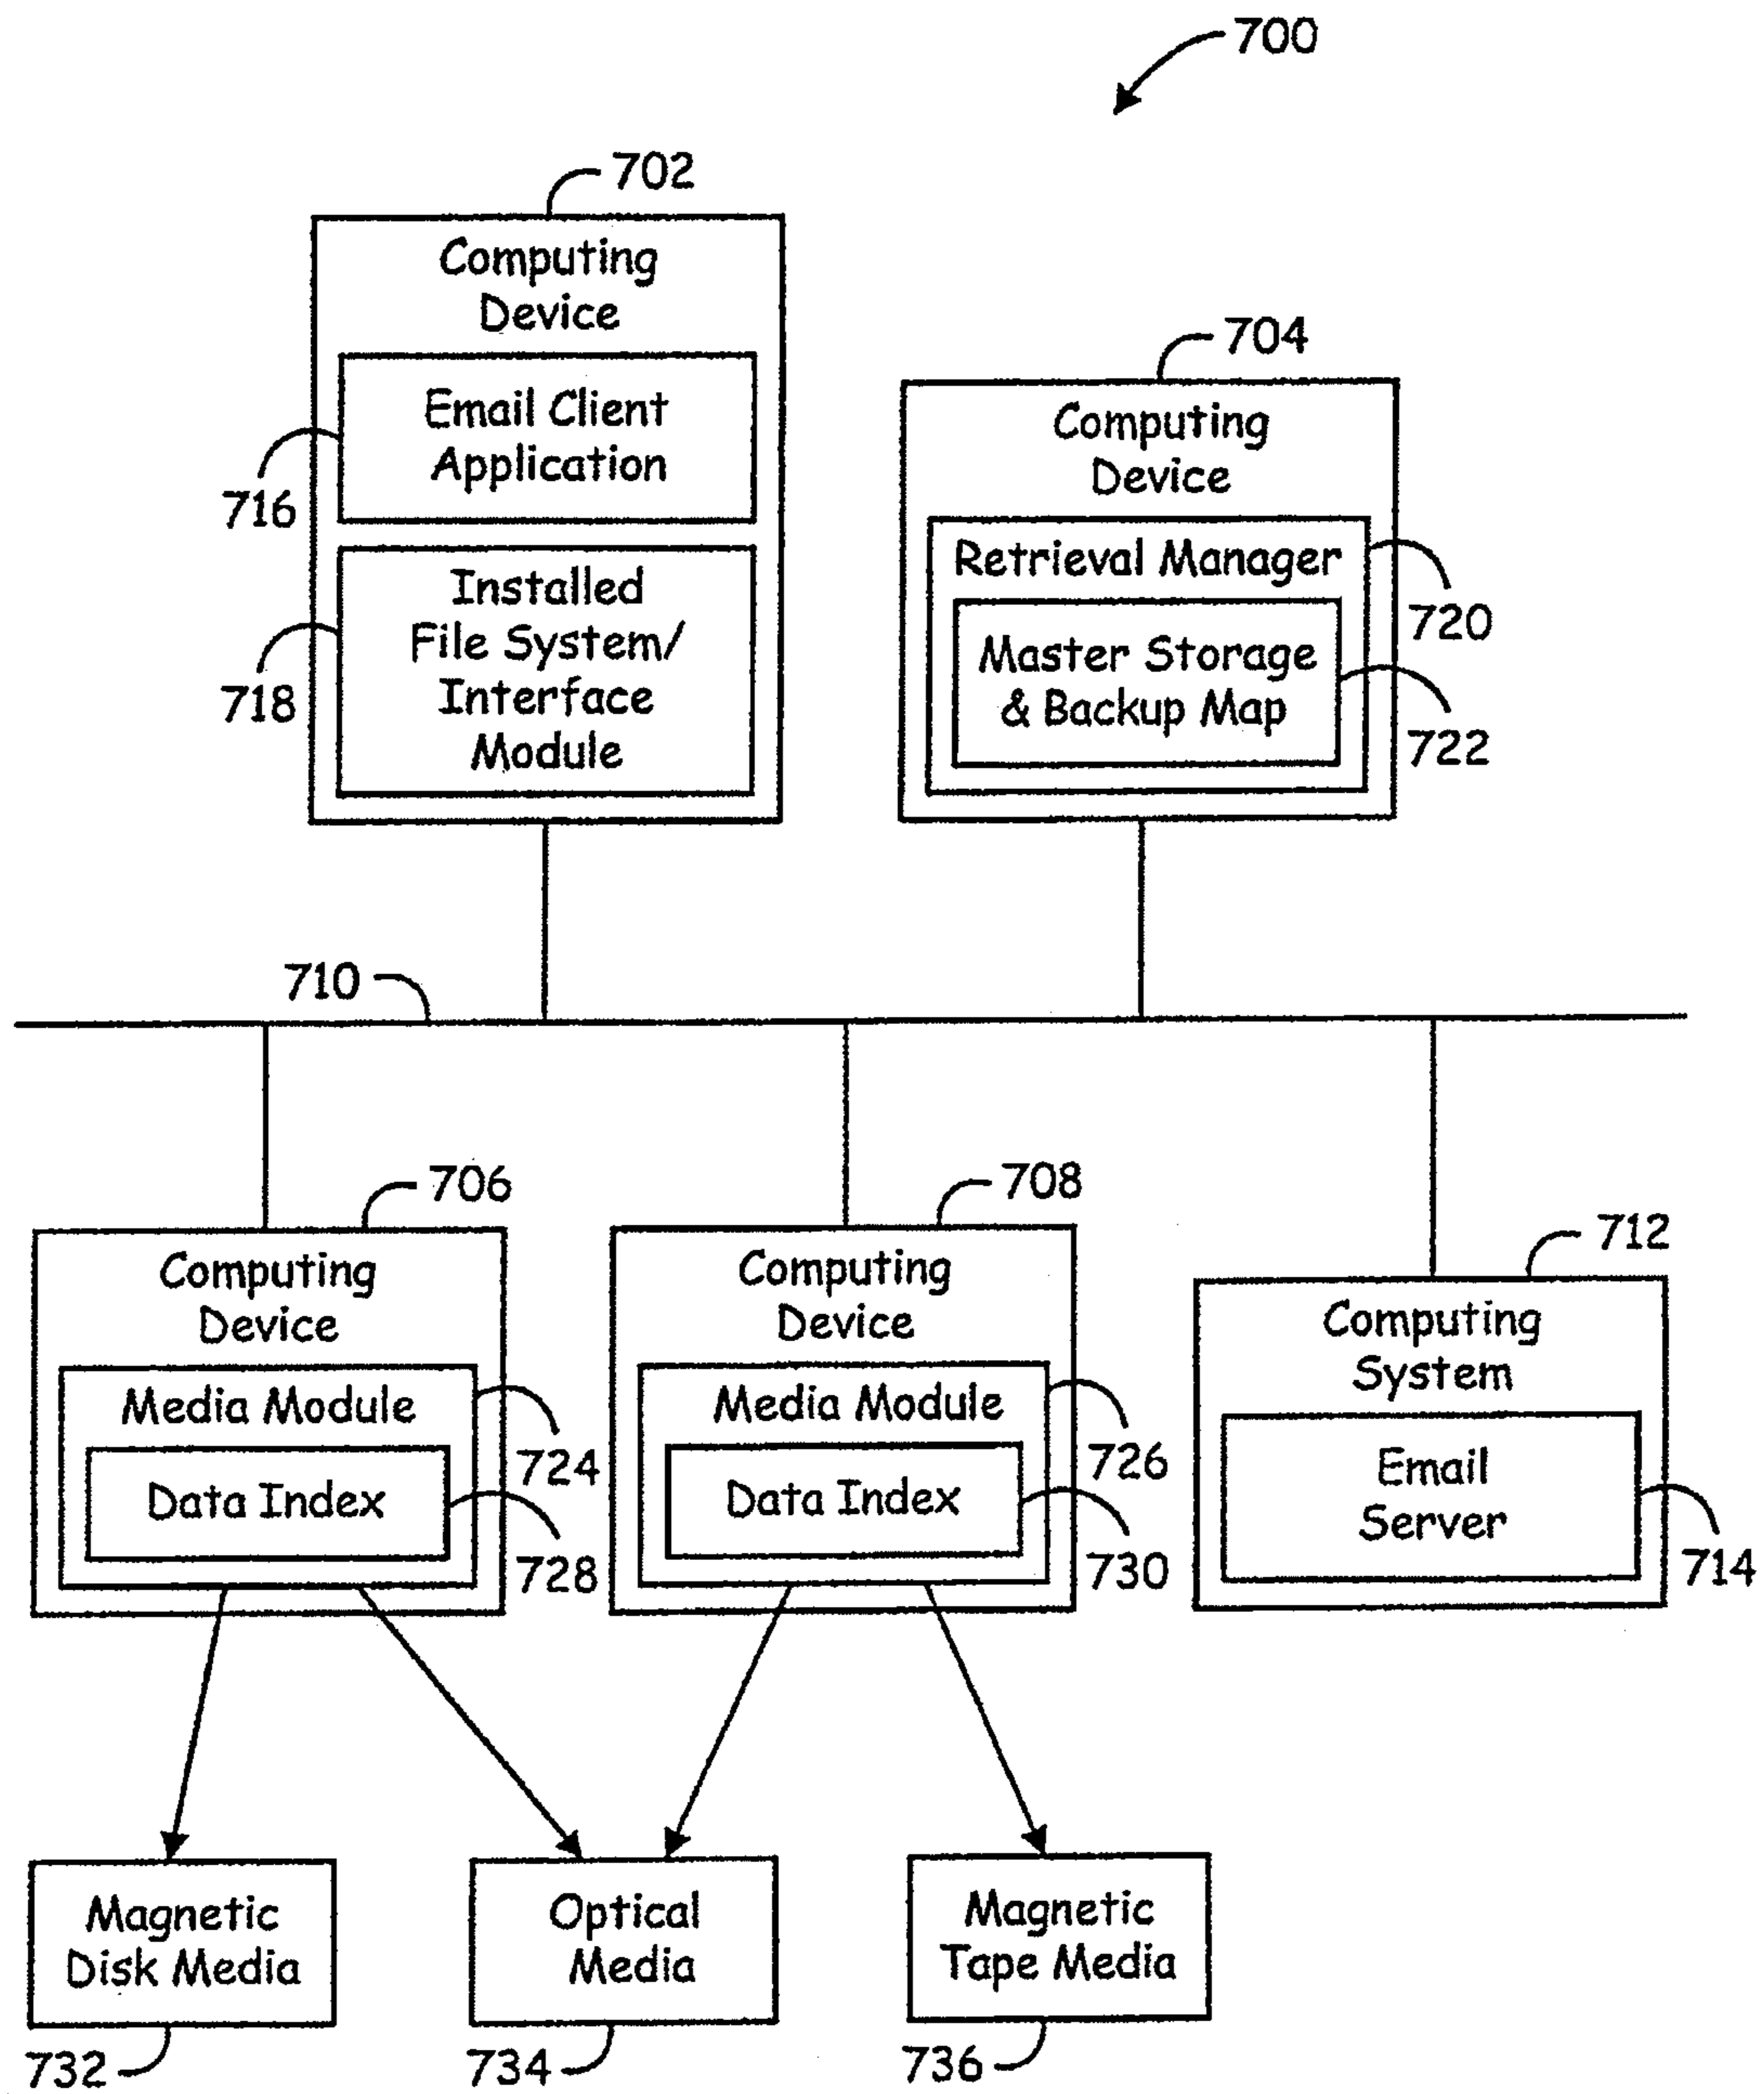 700
702
Computing
Device
Email Client
Application
716
Installed
File System/
Interface
Module
718
704
Computing
Device
Retrieval Manager
720
Master Storage
& Backup Map
722
710
706
Computing
Device
Media Module
724
Data Index
728
708
Computing
Device
Media Module
726
Data Index
730
712
Computing
System
Email
Server
714
Magnetic
Disk Media
732
Optical
Media
734
Magnetic
Tape Media
736